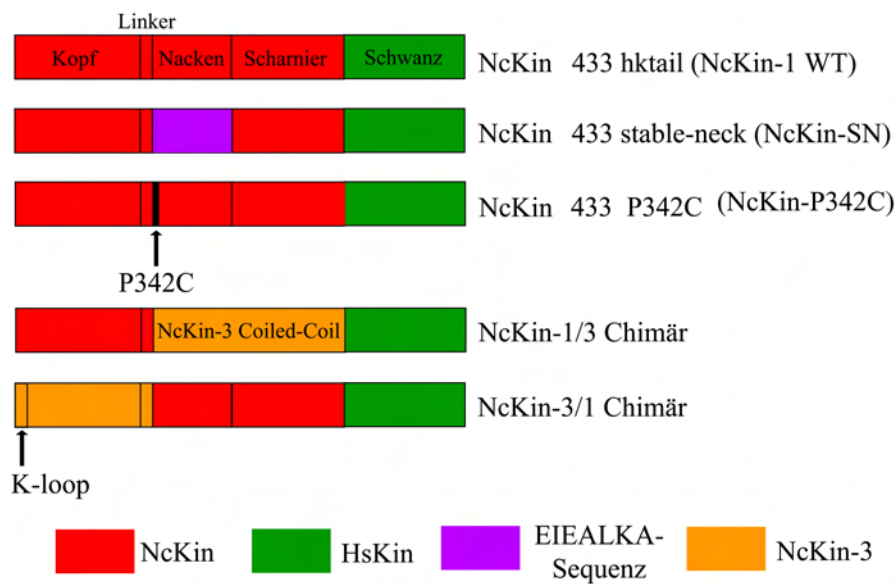 Linker
Kopf Nacken Scharnier Schwanz NcKin 433 hktail (NcKin-1 WT)
NcKin 433 stable-neck (NcKin-SN)
NcKin 433 P342C (NcKin-P342C)
P342C
NcKin-3 Coiled-Coil NcKin-1/3 Chimär
NcKin-3/1 Chimär
K-loop
NcKin HsKin EIEALKA-
Sequenz NcKin-3